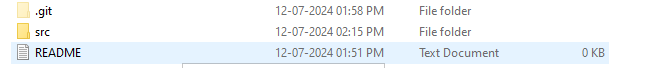 .git 12-07-2024 01:58 PM File folder
src 12-07-2024 02:15 PM File folder
README 12-07-2024 01:51 PM Text Document 0 KB